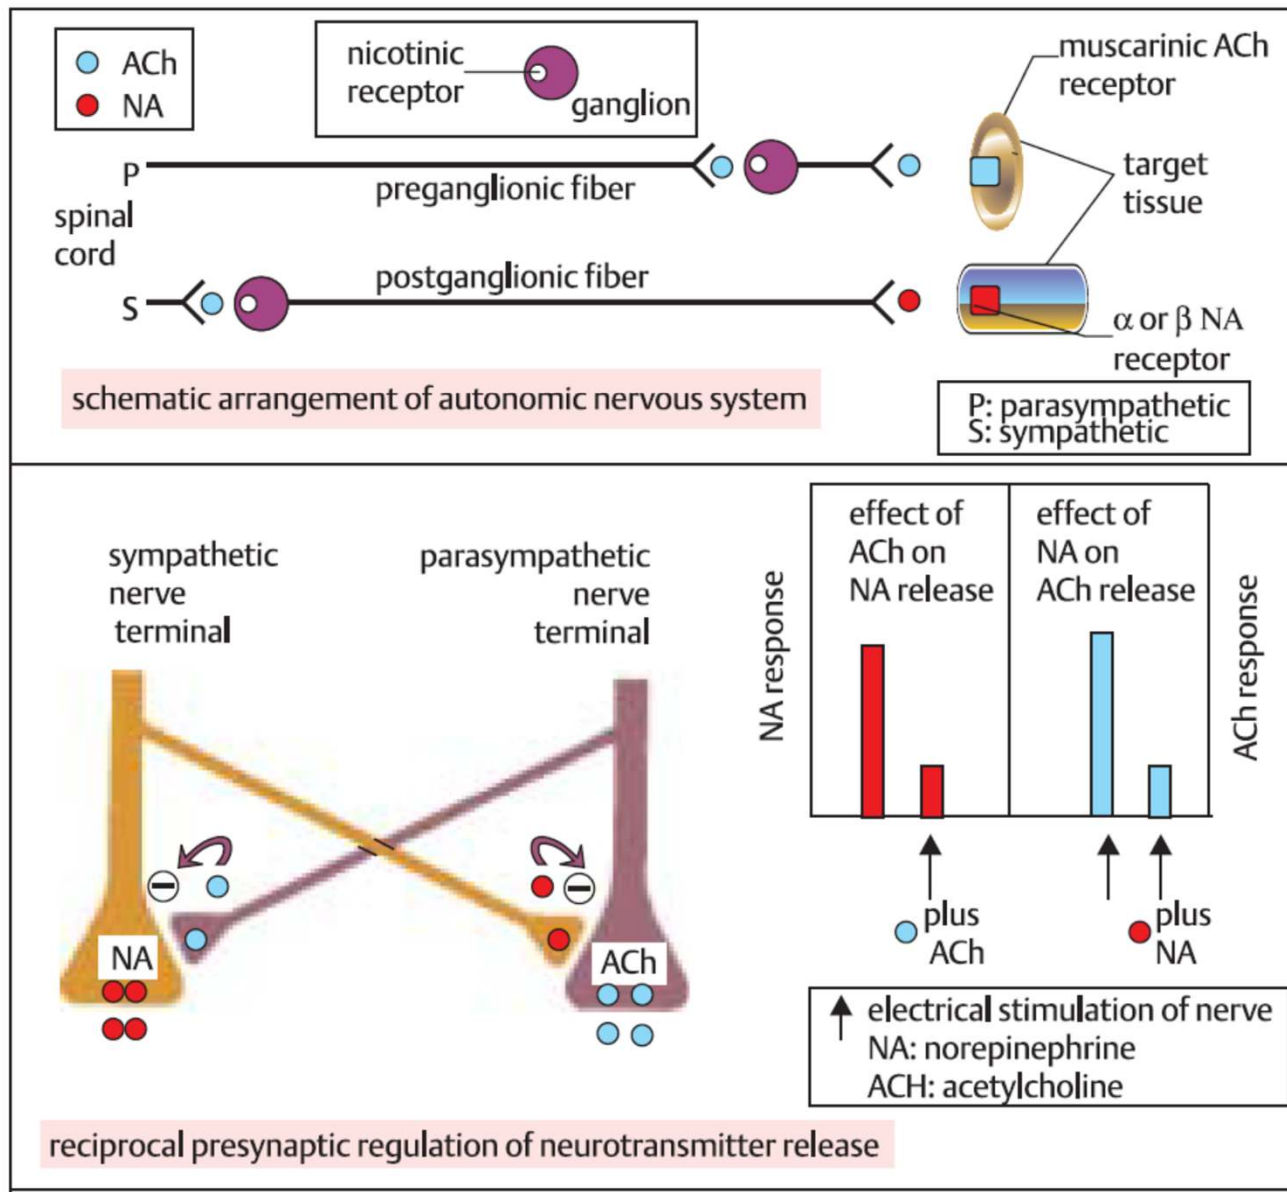 ACh
NA
nicotinic
receptor
ganglion
muscarinic ACh
receptor
P
preganglionic fiber
target
tissue
spinal
cord
postganglionic fiber
S
α or β NA
receptor
schematic arrangement of autonomic nervous system
P: parasympathetic
S: sympathetic
sympathetic
nerve
terminal
parasympathetic
nerve
terminal
NA
ACh
NA response
effect of
ACh on
NA release
effect of
NA on
ACh release
ACh response
plus
ACh
plus
NA
electrical stimulation of nerve
NA: norepinephrine
ACH: acetylcholine
reciprocal presynaptic regulation of neurotransmitter release